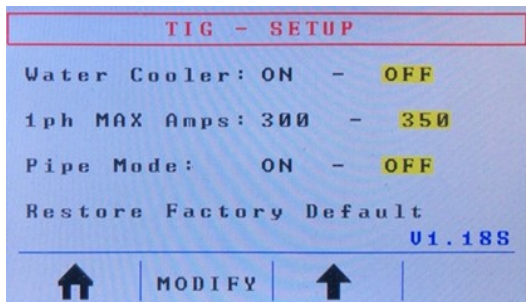 TIG - SETUP
Water Cooler: ON - OFF
1ph MAX Amps: 300 - 350
Pipe Mode: ON - OFF
Restore Factory Default
V1.18S
MODIFY